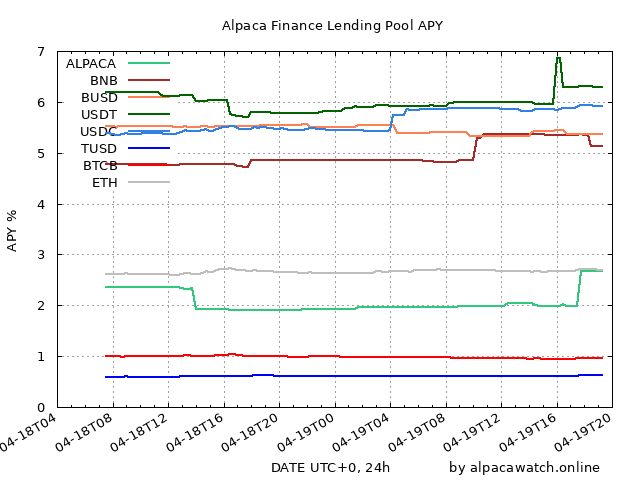 Alpaca Finance Lending Pool APY
7
6
5
4
3
2
1
0
APY %
ALPACA
BNB
BUSD
USDT
USDC
TUSD
BTCB
ETH
04-18T04
04-18T08
04-18T12
04-18T16
04-18T20
04-19T00
04-19T04
04-19T08
04-19T12
04-19T16
04-19T20
DATE UTC+0, 24h
by alpacawatch.online